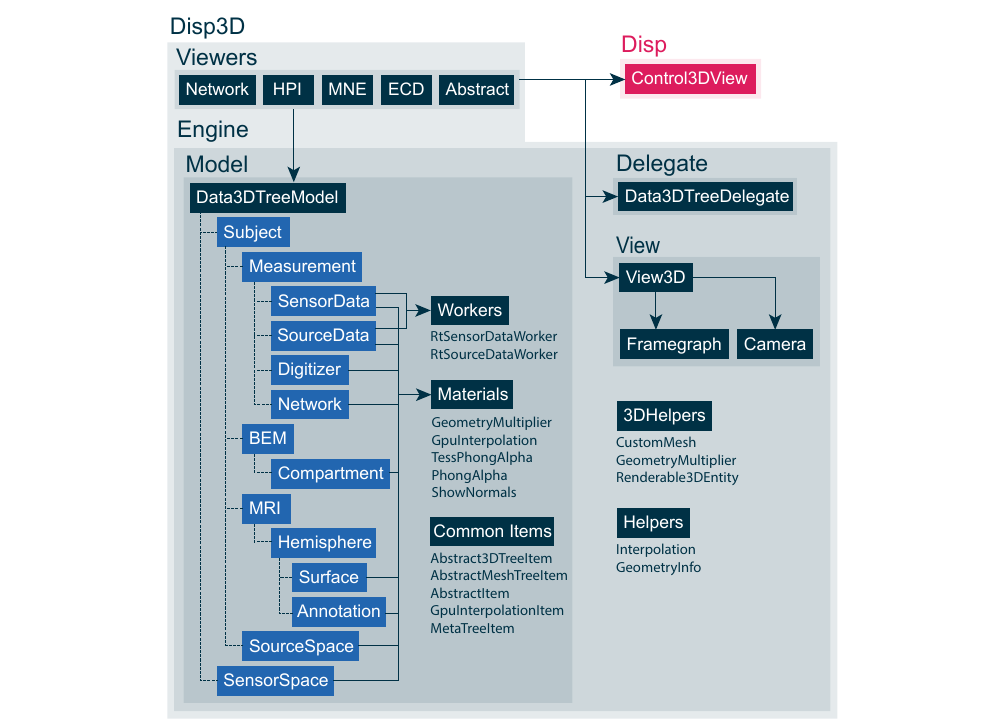 Disp3D
Viewers
Network HPI MNE ECD Abstract
Disp
Control3DView
Engine
Model
Data3DTreeModel
Subject
Measurement
SensorData
SourceData
Digitizer
Network
BEM
Compartment
MRI
Hemisphere
Surface
Annotation
SourceSpace
SensorSpace
Workers
RtSensorDataWorker
RtSourceDataWorker
Materials
GeometryMultiplier
GpuInterpolation
TessPhongAlpha
PhongAlpha
ShowNormals
Common Items
Abstract3DTreeItem
AbstractMeshTreeItem
AbstractItem
GpuInterpolationItem
MetaTreeItem
Delegate
Data3DTreeDelegate
View
View3D
Framegraph Camera
3DHelpers
CustomMesh
GeometryMultiplier
Renderable3DEntity
Helpers
Interpolation
GeometryInfo